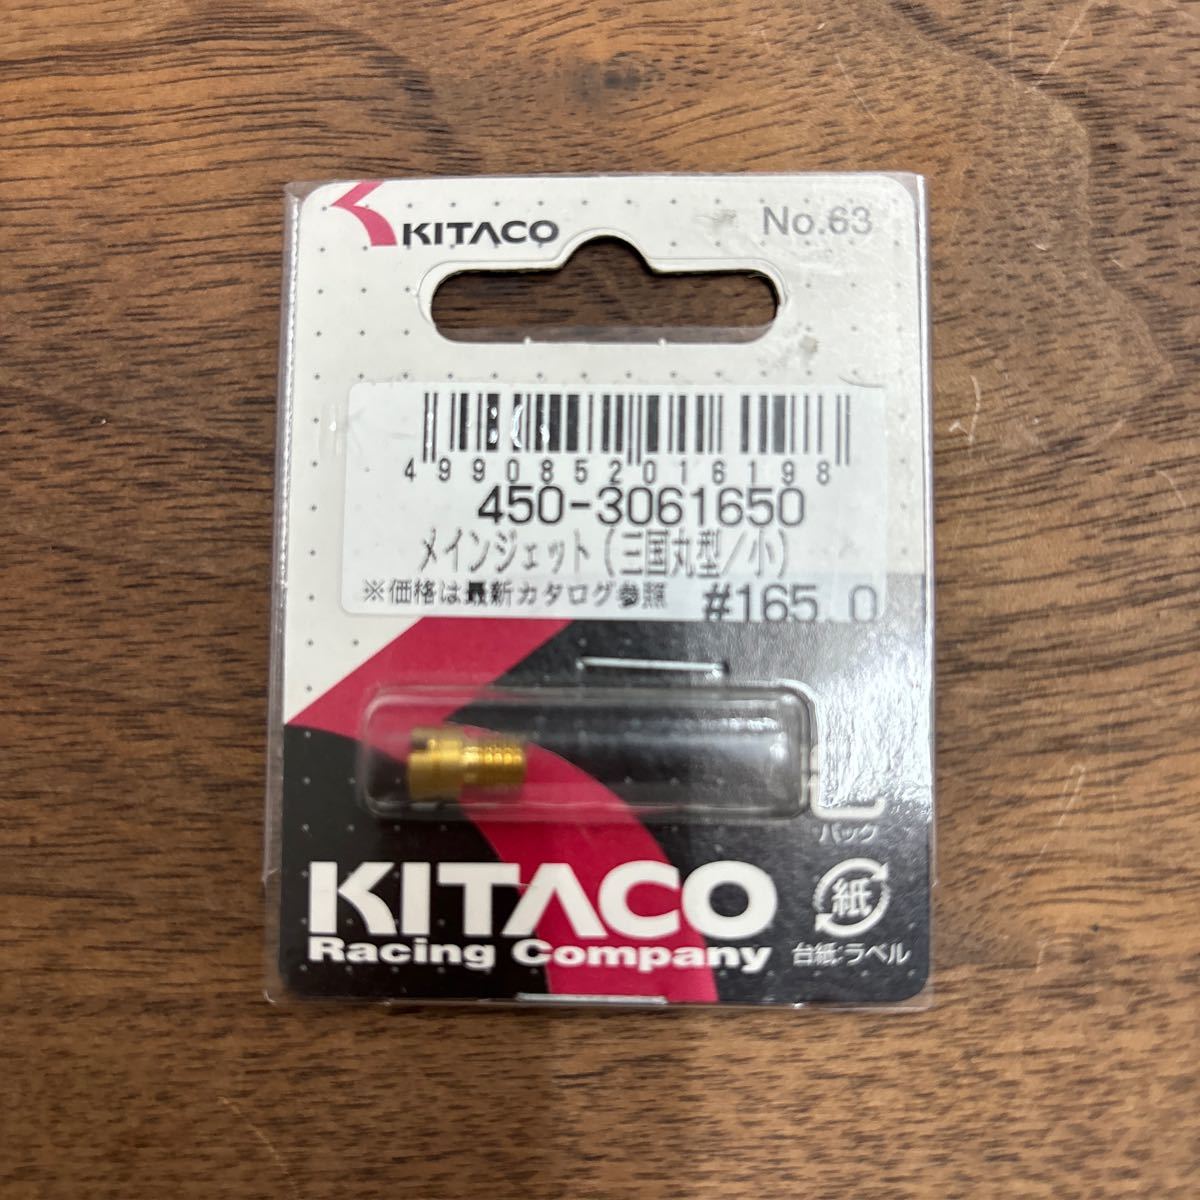 KITACO
No.63
4990852016198
450-3061650
メインジェット(三国丸型/小)
※価格は最新カタログ参照 #165.0
パック
紙
台紙:ラベル
KITACO
Racing Company